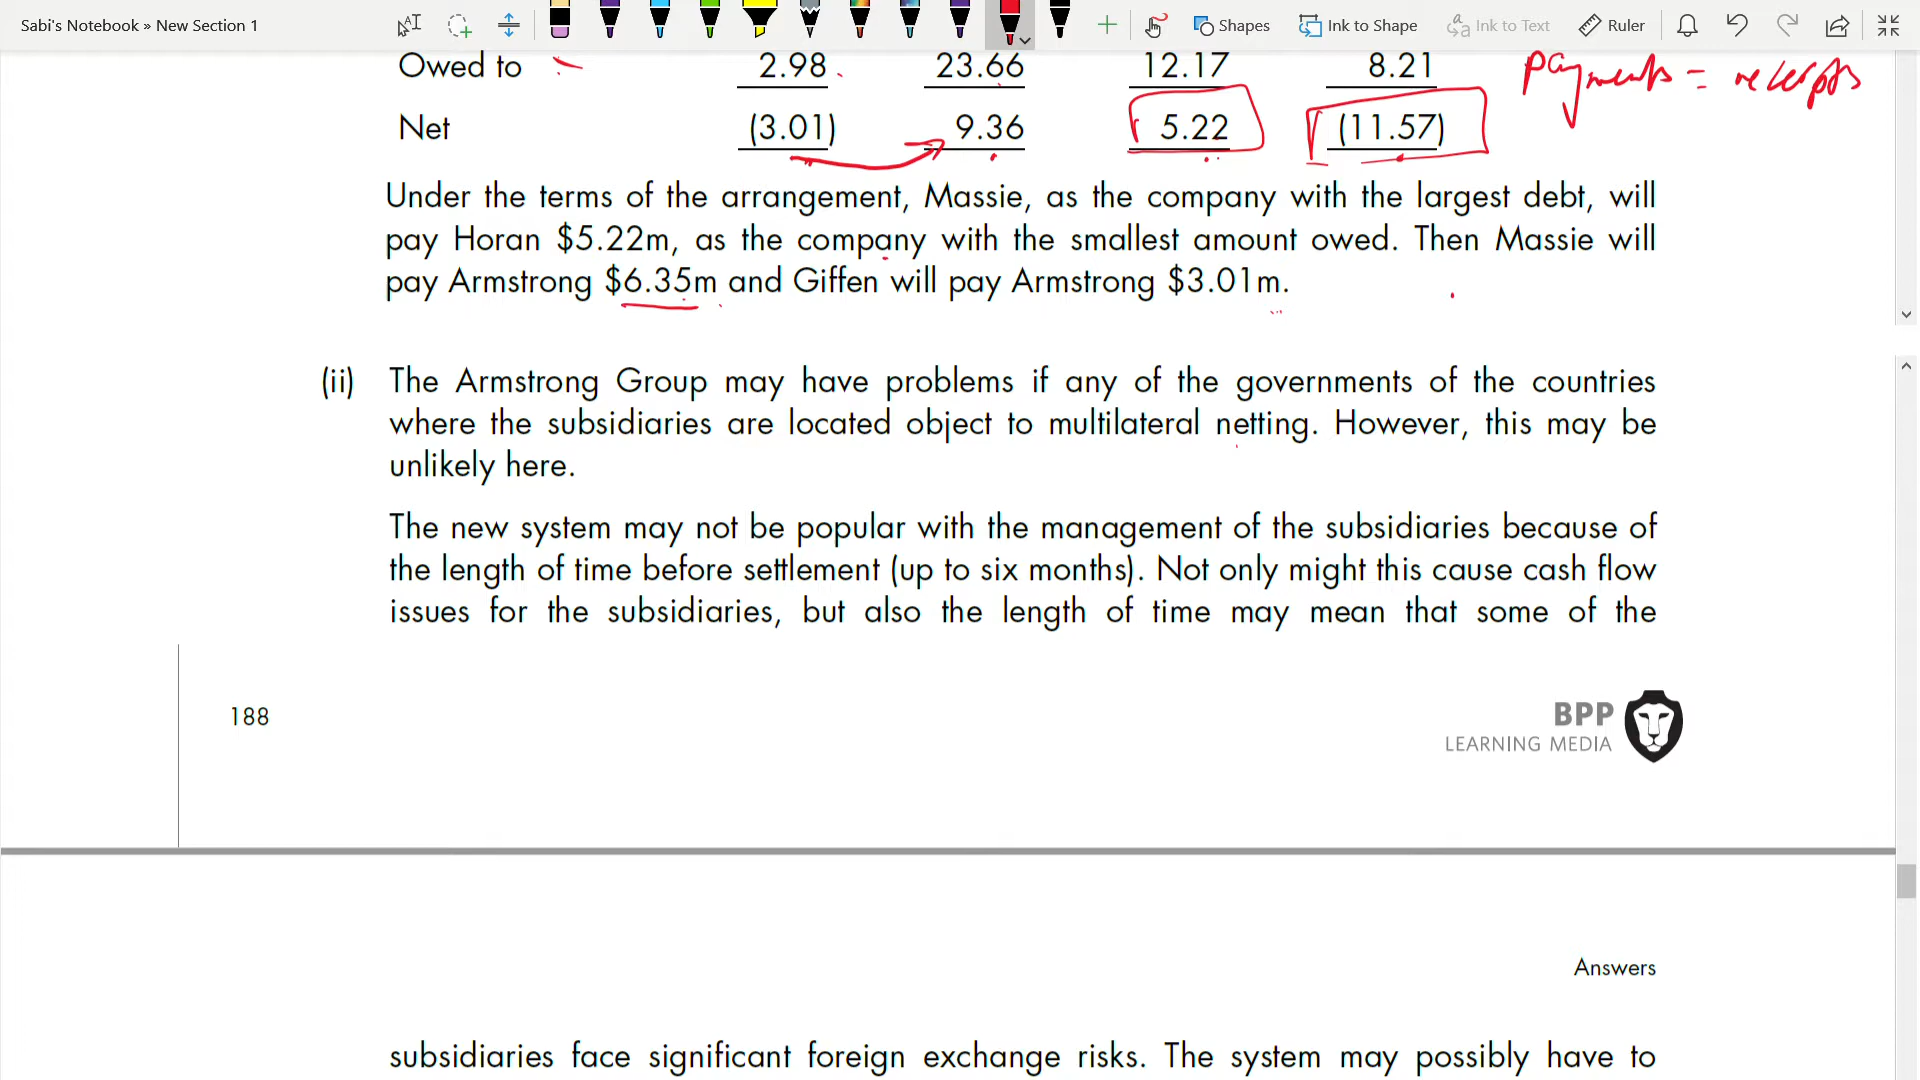 Sabi's Notebook » New Section 1
Shapes
Ink to Shape
Ink to Text
Ruler
Owed to 2.98 23.66 12.17 8.21
payments = receipts
Net (3.01) 9.36 5.22 (11.57)
Under the terms of the arrangement, Massie, as the company with the largest debt, will
pay Horan $5.22m, as the company with the smallest amount owed. Then Massie will
pay Armstrong $6.35m and Giffen will pay Armstrong $3.01m.
(ii) The Armstrong Group may have problems if any of the governments of the countries
where the subsidiaries are located object to multilateral netting. However, this may be
unlikely here.
The new system may not be popular with the management of the subsidiaries because of
the length of time before settlement (up to six months). Not only might this cause cash flow
issues for the subsidiaries, but also the length of time may mean that some of the
188
BPP
LEARNING MEDIA
Answers
subsidiaries face significant foreign exchange risks. The system may possibly have to